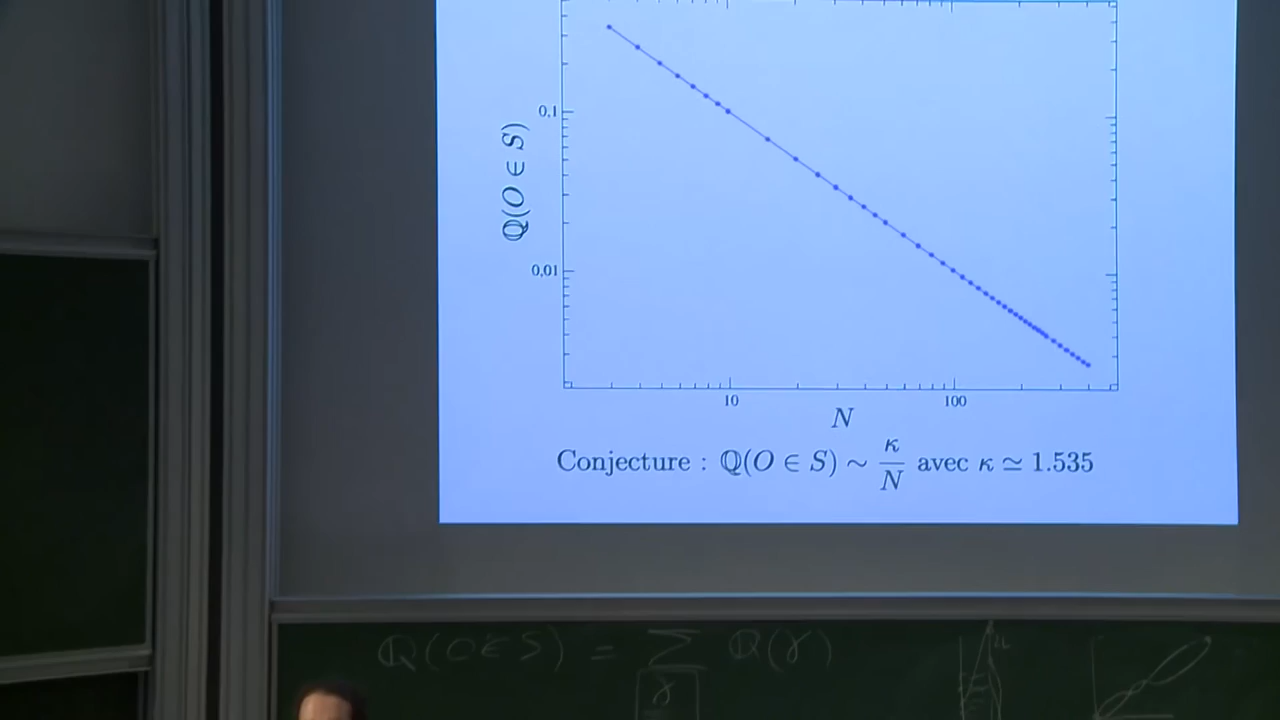 0,1
ℚ(O ∈ S)
0,01
10 100
N
Conjecture : ℚ(O ∈ S) ~ κ/N avec κ ≃ 1.535
ℚ(O ∈ S) = Σ ℚ(γ)
γ